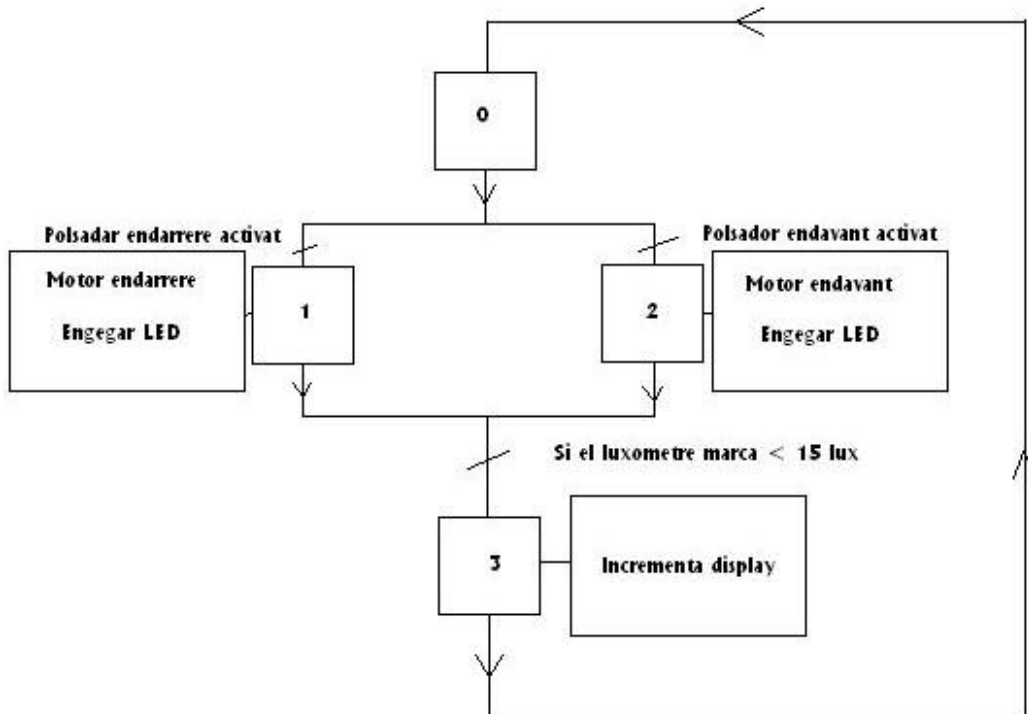 0
Polsadar endarrere activat
Polsador endavant activat
Motor endarrere
Engegar LED
1
2
Motor endavant
Engegar LED
Si el luxometre marca < 15 lux
3
Incrementa display